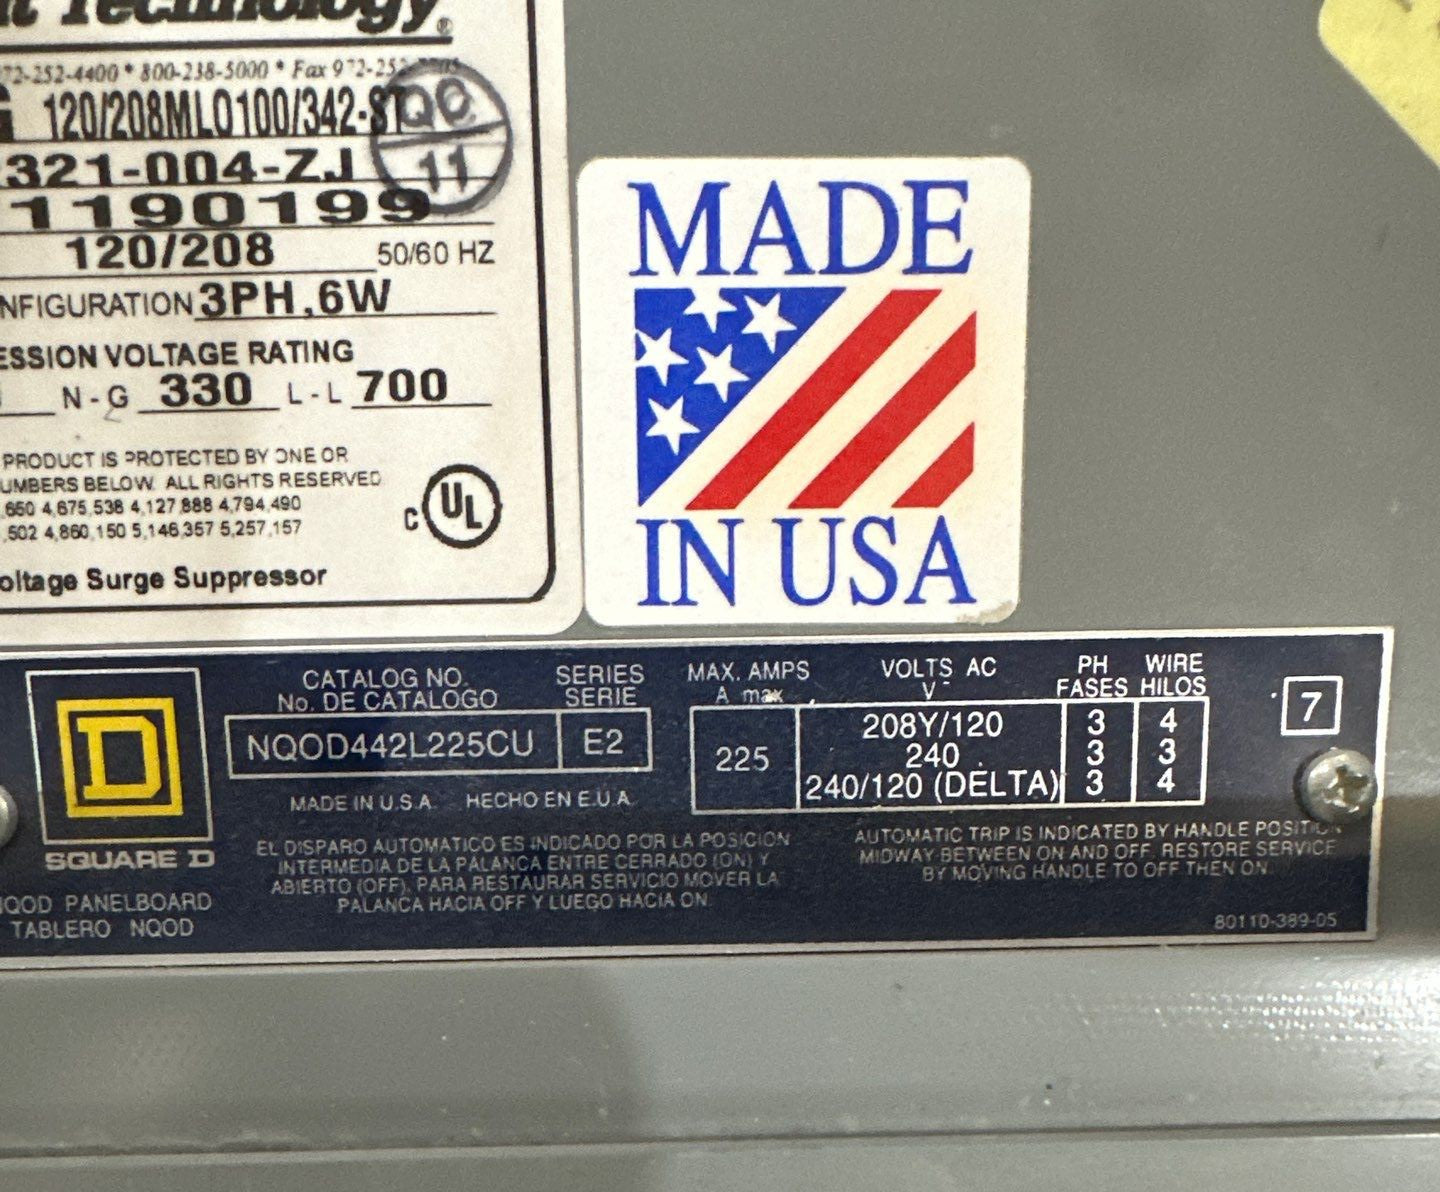 Technology®
72-252-4400 * 800-238-5000 * Fax 972-252
120/208MLO100/342-ST
QC
11
321-004-ZJ
1190199
120/208 50/60 HZ
NFIGURATION 3PH,6W
ESSION VOLTAGE RATING
N-G 330 L-L 700
PRODUCT IS PROTECTED BY ONE OR
UMBERS BELOW. ALL RIGHTS RESERVED
,650 4,675,538 4,127,888 4,794,490
,502 4,860,150 5,146,357 5,257,157
c UL
oltage Surge Suppressor
MADE
IN USA
D
SQUARE D
NQOD PANELBOARD
TABLERO NQOD
CATALOG NO. SERIES
No. DE CATALOGO SERIE
NQOD442L225CU E2
MADE IN U.S.A. HECHO EN E.U.A.
MAX. AMPS VOLTS AC PH WIRE
A max. V~ FASES HILOS
225
208Y/120 3 4
240 3 3
240/120 (DELTA) 3 4
7
EL DISPARO AUTOMATICO ES INDICADO POR LA POSICION
INTERMEDIA DE LA PALANCA ENTRE CERRADO (ON) Y
ABIERTO (OFF). PARA RESTAURAR SERVICIO MOVER LA
PALANCA HACIA OFF Y LUEGO HACIA ON.
AUTOMATIC TRIP IS INDICATED BY HANDLE POSITION
MIDWAY BETWEEN ON AND OFF. RESTORE SERVICE
BY MOVING HANDLE TO OFF THEN ON.
80110-389-05